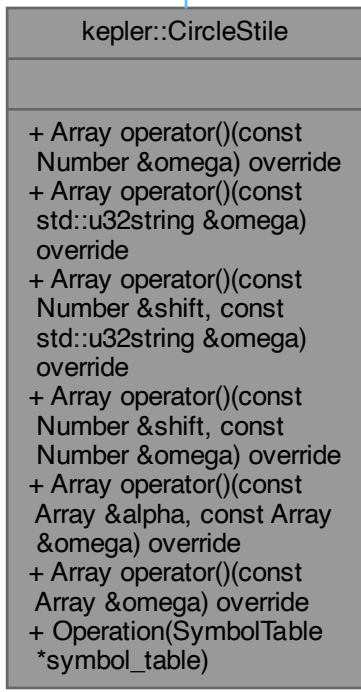 kepler::CircleStile
+ Array operator()(const
Number &omega) override
+ Array operator()(const
std::u32string &omega)
override
+ Array operator()(const
Number &shift, const
std::u32string &omega)
override
+ Array operator()(const
Number &shift, const
Number &omega) override
+ Array operator()(const
Array &alpha, const Array
&omega) override
+ Array operator()(const
Array &omega) override
+ Operation(SymbolTable
*symbol_table)